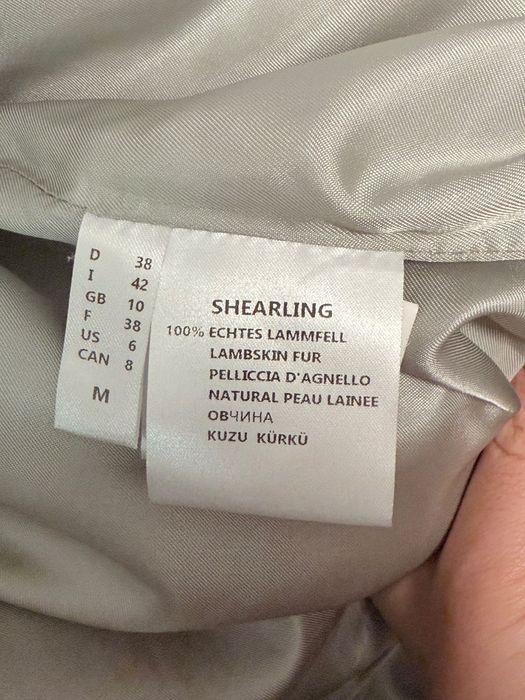 D 38
I 42
GB 10
F 38
US 6
CAN 8
M
SHEARLING
100% ECHTES LAMMFELL
LAMBSKIN FUR
PELLICCIA D'AGNELLO
NATURAL PEAU LAINEE
ОВЧИНА
KUZU KÜRKÜ